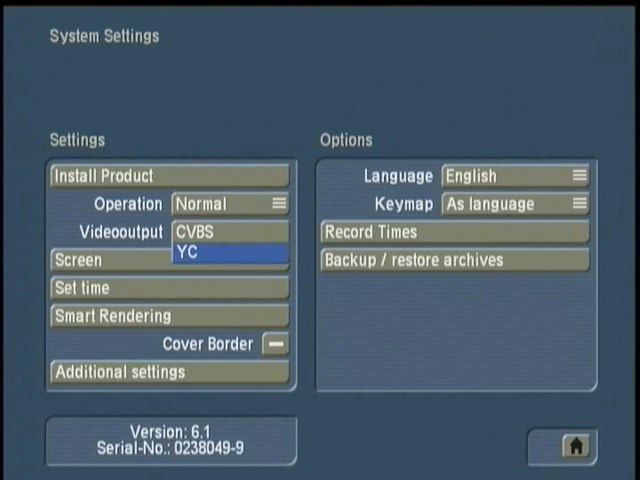 System Settings
Settings
Install Product
Operation Normal
Videooutput CVBS
YC
Screen
Set time
Smart Rendering
Cover Border
Additional settings
Version: 6.1
Serial-No.: 0238049-9
Options
Language English
Keymap As language
Record Times
Backup / restore archives